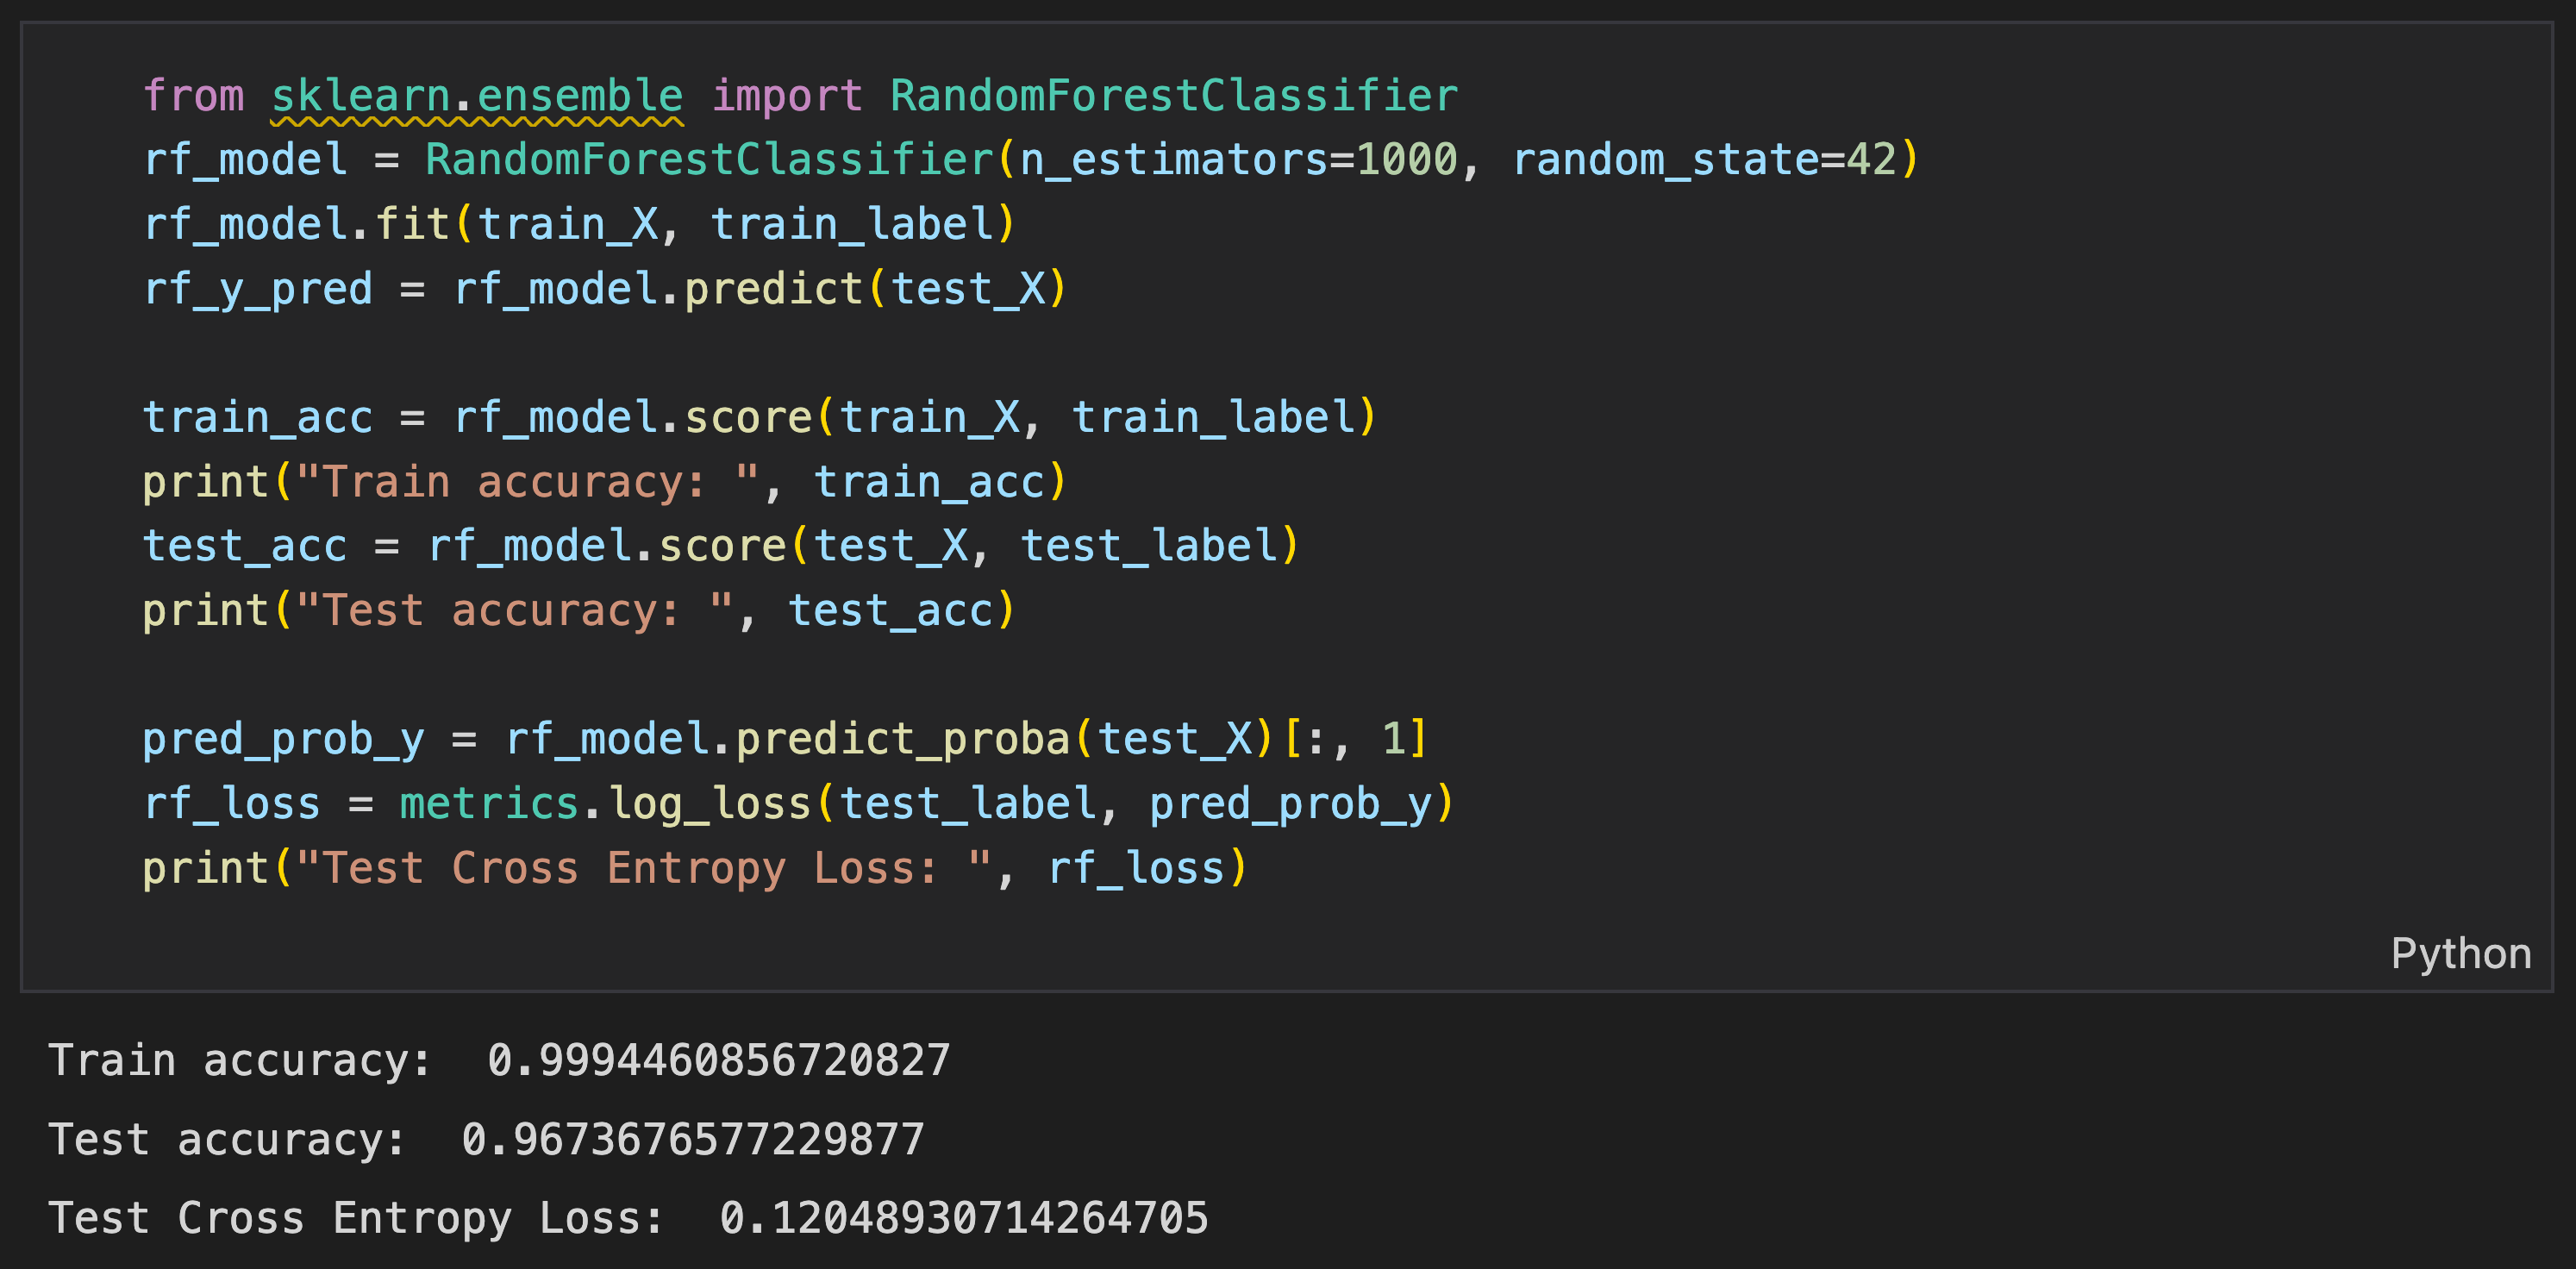 from sklearn.ensemble import RandomForestClassifier
rf_model = RandomForestClassifier(n_estimators=1000, random_state=42)
rf_model.fit(train_X, train_label)
rf_y_pred = rf_model.predict(test_X)
train_acc = rf_model.score(train_X, train_label)
print("Train accuracy: ", train_acc)
test_acc = rf_model.score(test_X, test_label)
print("Test accuracy: ", test_acc)
pred_prob_y = rf_model.predict_proba(test_X)[:, 1]
rf_loss = metrics.log_loss(test_label, pred_prob_y)
print("Test Cross Entropy Loss: ", rf_loss)
Python
Train accuracy:  0.9994460856720827
Test accuracy:  0.9673676577229877
Test Cross Entropy Loss:  0.12048930714264705